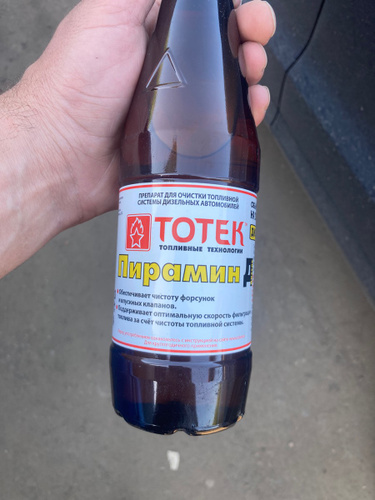 ПРЕПАРАТ ДЛЯ ОЧИСТКИ ТОПЛИВНОЙ
СИСТЕМЫ ДИЗЕЛЬНЫХ АВТОМОБИЛЕЙ
ТОТЕК
ТОПЛИВНЫЕ ТЕХНОЛОГИИ
Пирамин Д
Обеспечивает чистоту форсунок
и впускных клапанов.
Поддерживает оптимальную скорость
топлива за счёт чистоты топливной системы.